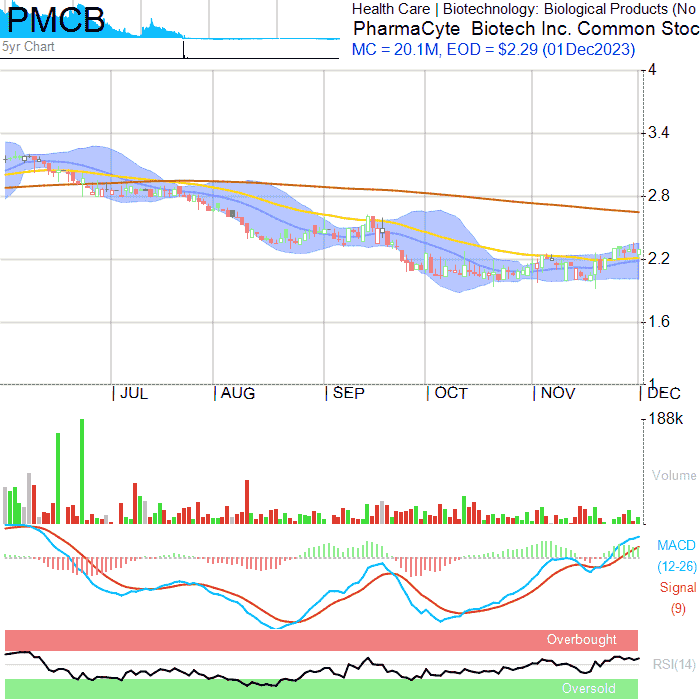 PMCB
5yr Chart
Health Care | Biotechnology: Biological Products (No
PharmaCyte Biotech Inc. Common Stoc
MC = 20.1M, EOD = $2.29 (01Dec2023)
4
3.4
2.8
2.2
1.6
1
JUL AUG SEP OCT NOV DEC
188k
Volume
MACD
(12-26)
Signal
(9)
Overbought
RSI(14)
Oversold